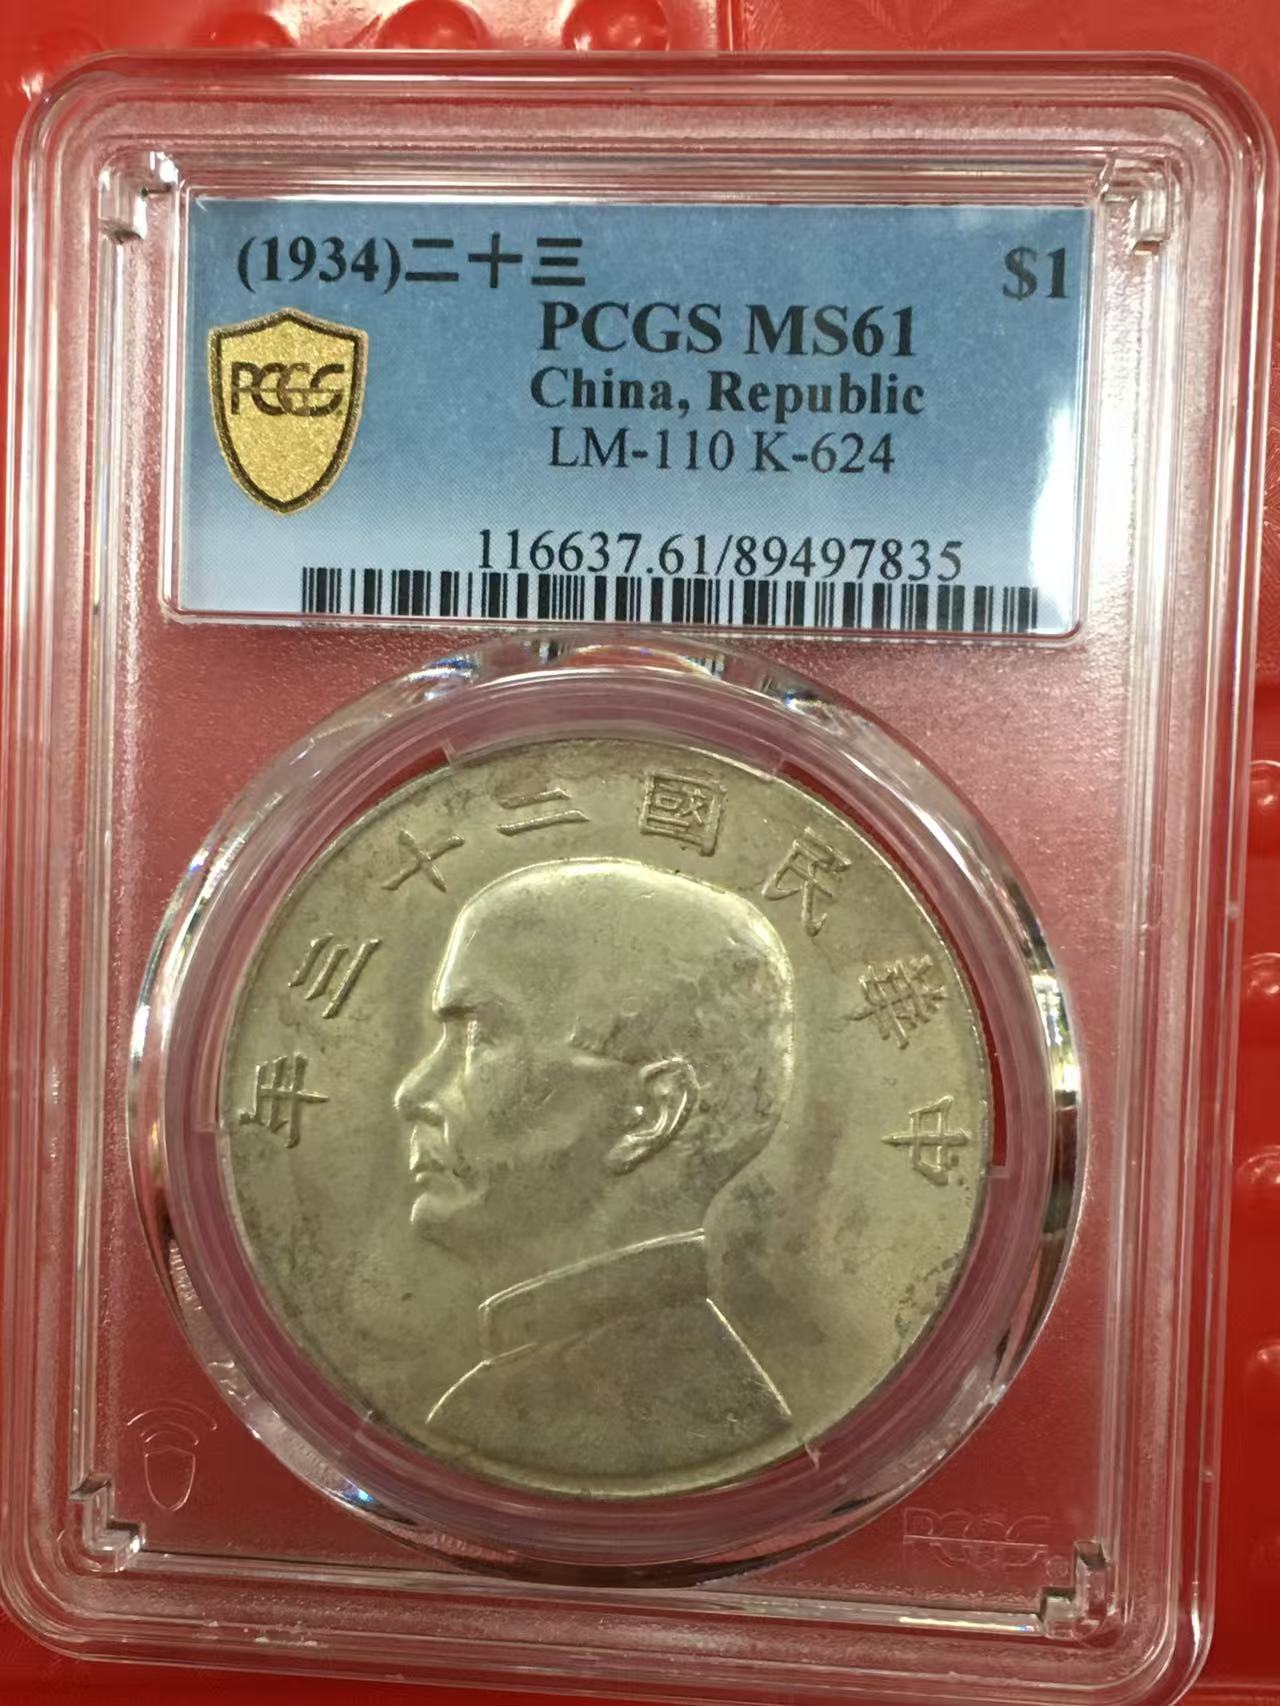 (1934)二十三 $1
PCGS MS61
China, Republic
LM-110 K-624
PCGS
116637.61/89497835
年三十二國民華中
PCGS